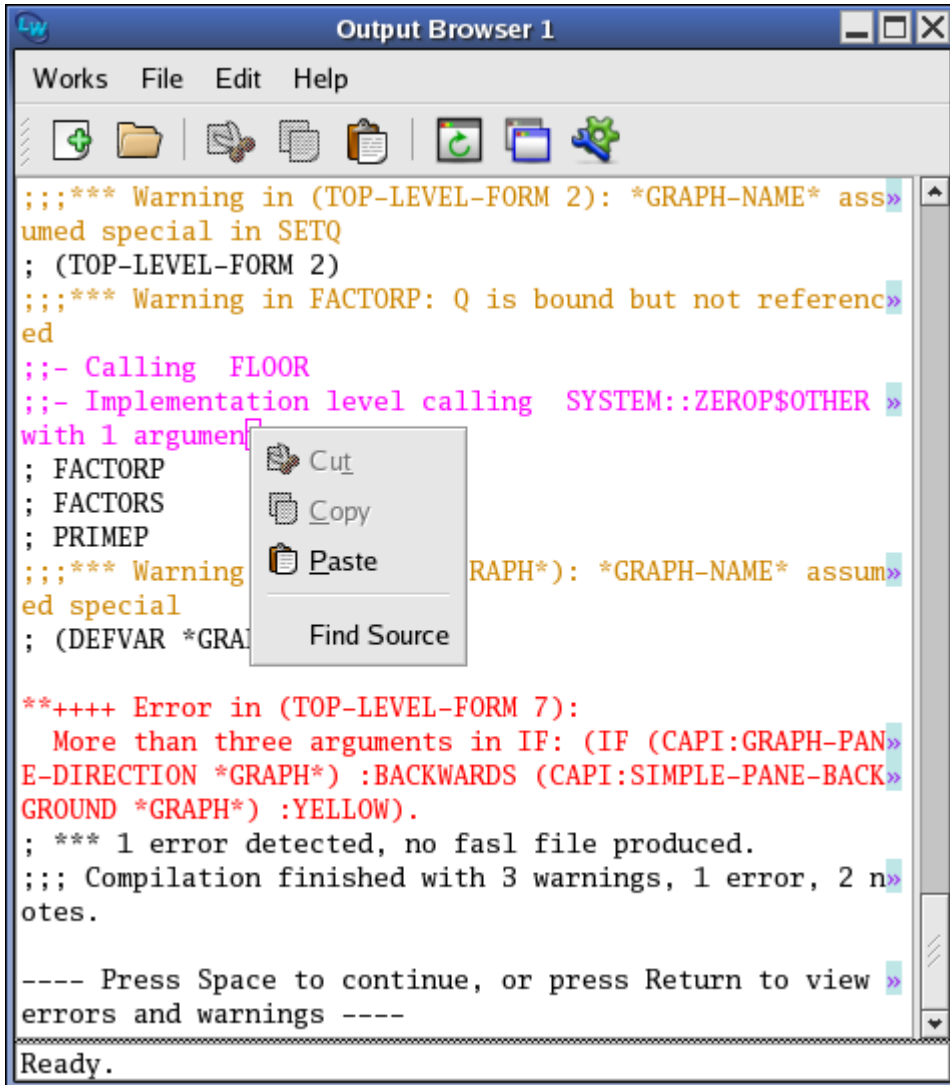 LW
Output Browser 1
Works File Edit Help
;;;*** Warning in (TOP-LEVEL-FORM 2): *GRAPH-NAME* ass»
umed special in SETQ
; (TOP-LEVEL-FORM 2)
;;;*** Warning in FACTORP: Q is bound but not referenc»
ed
;;- Calling  FLOOR
;;- Implementation level calling  SYSTEM::ZEROP$OTHER »
with 1 argumen
; FACTORP
; FACTORS
; PRIMEP
;;;*** Warning RAPH*): *GRAPH-NAME* assum»
ed special
; (DEFVAR *GRA
Cut
Copy
Paste
Find Source
**++++ Error in (TOP-LEVEL-FORM 7):
  More than three arguments in IF: (IF (CAPI:GRAPH-PAN»
E-DIRECTION *GRAPH*) :BACKWARDS (CAPI:SIMPLE-PANE-BACK»
GROUND *GRAPH*) :YELLOW).
; *** 1 error detected, no fasl file produced.
;;; Compilation finished with 3 warnings, 1 error, 2 n»
otes.
---- Press Space to continue, or press Return to view »
errors and warnings ----
Ready.